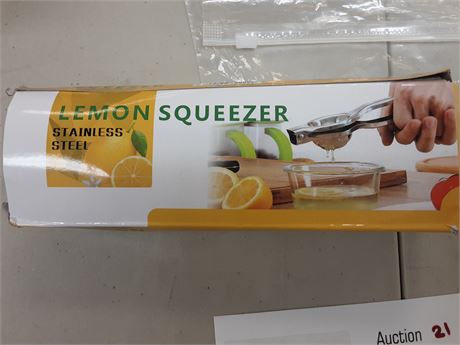 LEMON SQUEEZER
STAINLESS
STEEL
Auction 21